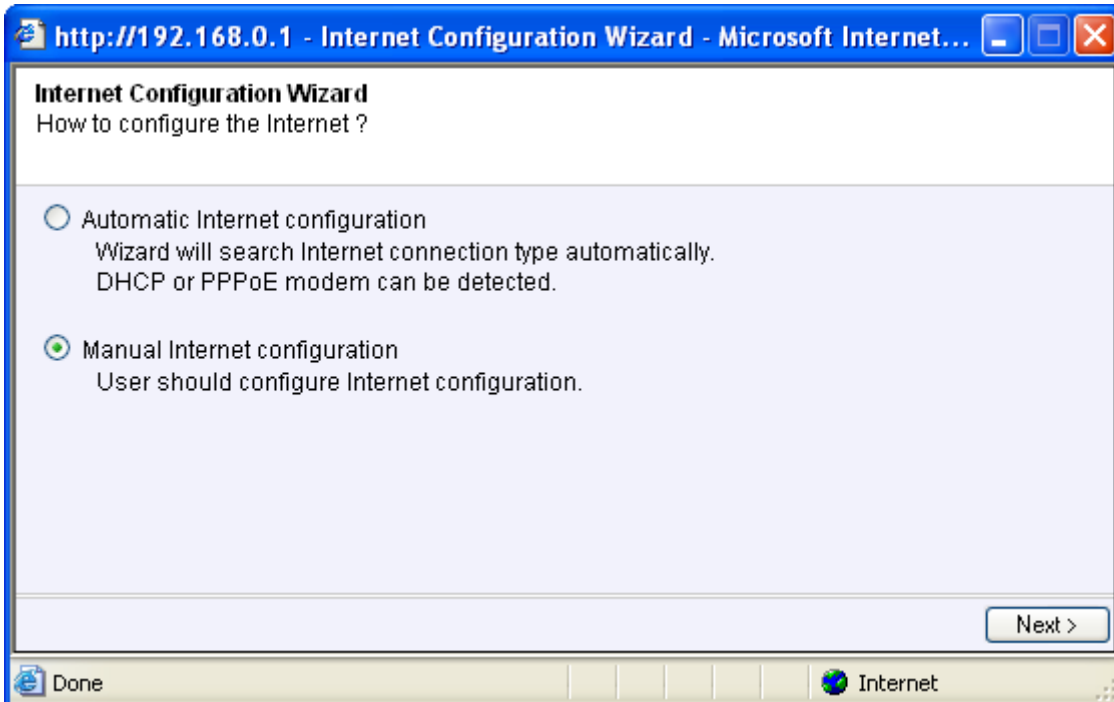 http://192.168.0.1 - Internet Configuration Wizard - Microsoft Internet...
Internet Configuration Wizard
How to configure the Internet ?
Automatic Internet configuration
Wizard will search Internet connection type automatically.
DHCP or PPPoE modem can be detected.
Manual Internet configuration
User should configure Internet configuration.
Next >
Done
Internet